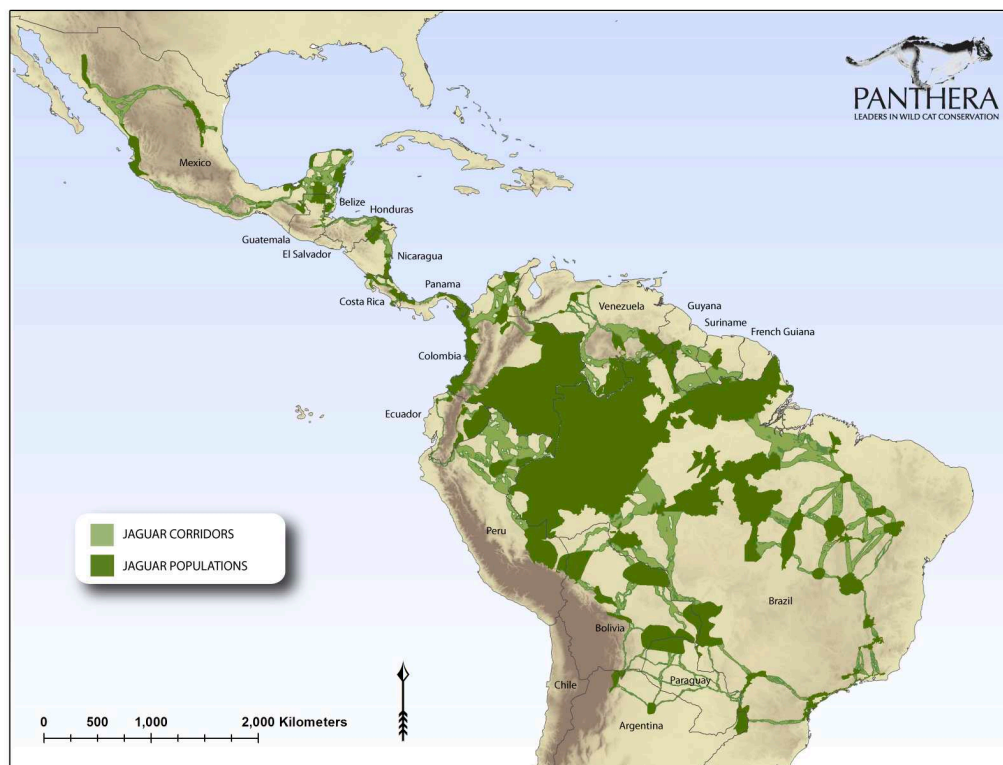 PANTHERA
LEADERS IN WILD CAT CONSERVATION
Mexico
Belize
Honduras
Guatemala
El Salvador
Nicaragua
Panama
Costa Rica
Venezuela
Guyana
Suriname
French Guiana
Colombia
Ecuador
JAGUAR CORRIDORS
JAGUAR POPULATIONS
Peru
Brazil
Bolivia
Paraguay
Chile
Argentina
0 500 1,000 2,000 Kilometers